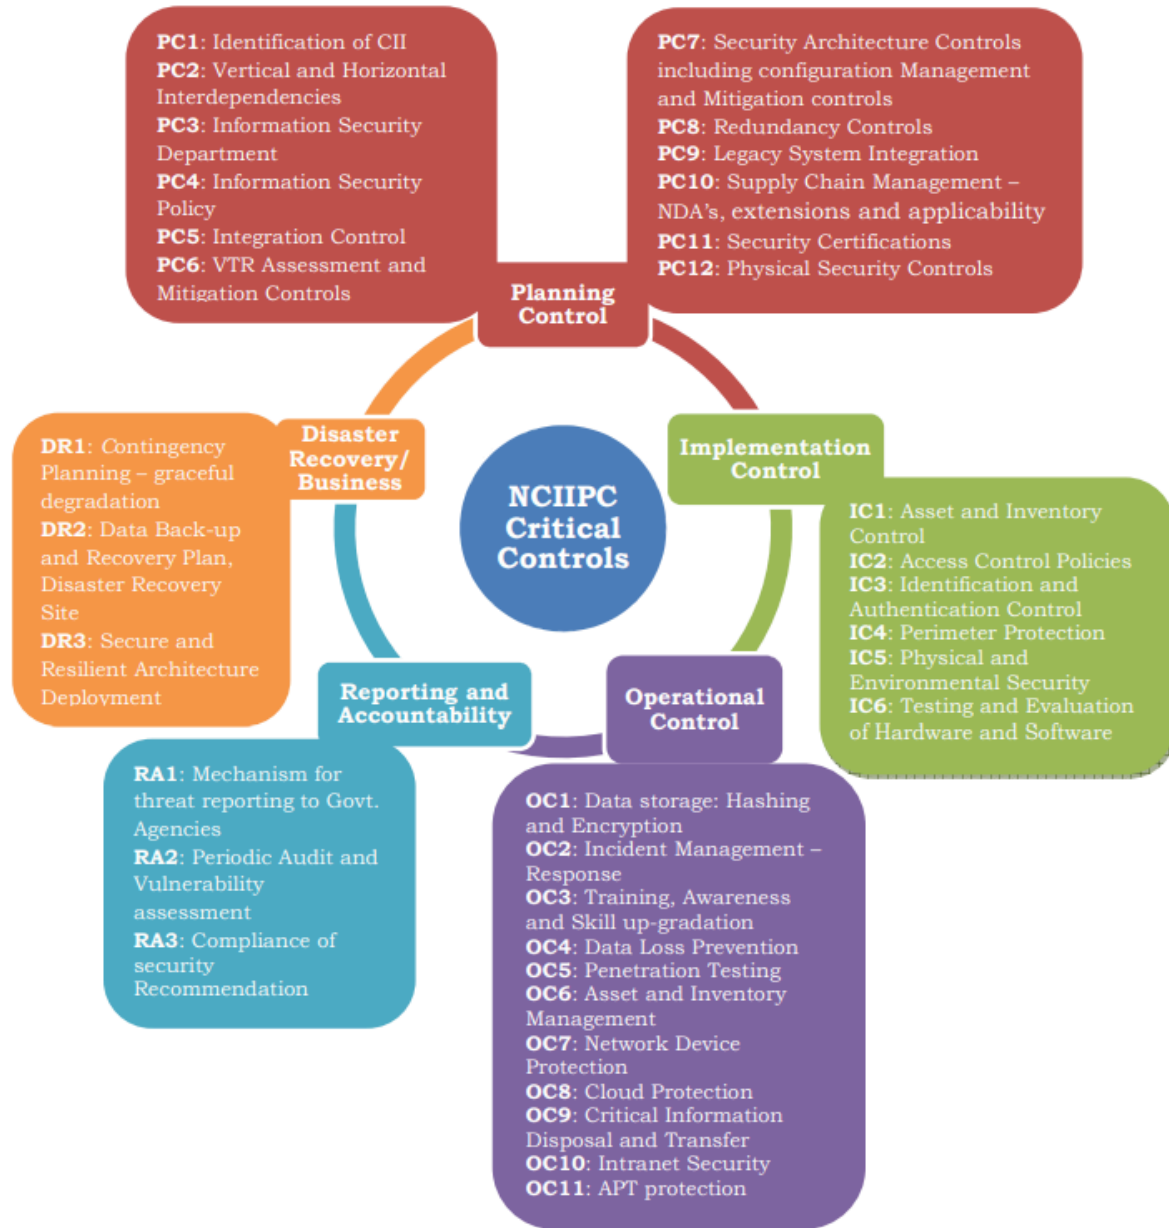 PC1: Identification of CII
PC2: Vertical and Horizontal
Interdependencies
PC3: Information Security
Department
PC4: Information Security
Policy
PC5: Integration Control
PC6: VTR Assessment and
Mitigation Controls
PC7: Security Architecture Controls
including configuration Management
and Mitigation controls
PC8: Redundancy Controls
PC9: Legacy System Integration
PC10: Supply Chain Management –
NDA's, extensions and applicability
PC11: Security Certifications
PC12: Physical Security Controls
Planning
Control
DR1: Contingency
Planning – graceful
degradation
DR2: Data Back-up
and Recovery Plan,
Disaster Recovery
Site
DR3: Secure and
Resilient Architecture
Deployment
Disaster
Recovery/
Business
NCIIPC
Critical
Controls
Implementation
Control
IC1: Asset and Inventory
Control
IC2: Access Control Policies
IC3: Identification and
Authentication Control
IC4: Perimeter Protection
IC5: Physical and
Environmental Security
IC6: Testing and Evaluation
of Hardware and Software
Reporting and
Accountability
RA1: Mechanism for
threat reporting to Govt.
Agencies
RA2: Periodic Audit and
Vulnerability
assessment
RA3: Compliance of
security
Recommendation
Operational
Control
OC1: Data storage: Hashing
and Encryption
OC2: Incident Management –
Response
OC3: Training, Awareness
and Skill up-gradation
OC4: Data Loss Prevention
OC5: Penetration Testing
OC6: Asset and Inventory
Management
OC7: Network Device
Protection
OC8: Cloud Protection
OC9: Critical Information
Disposal and Transfer
OC10: Intranet Security
OC11: APT protection